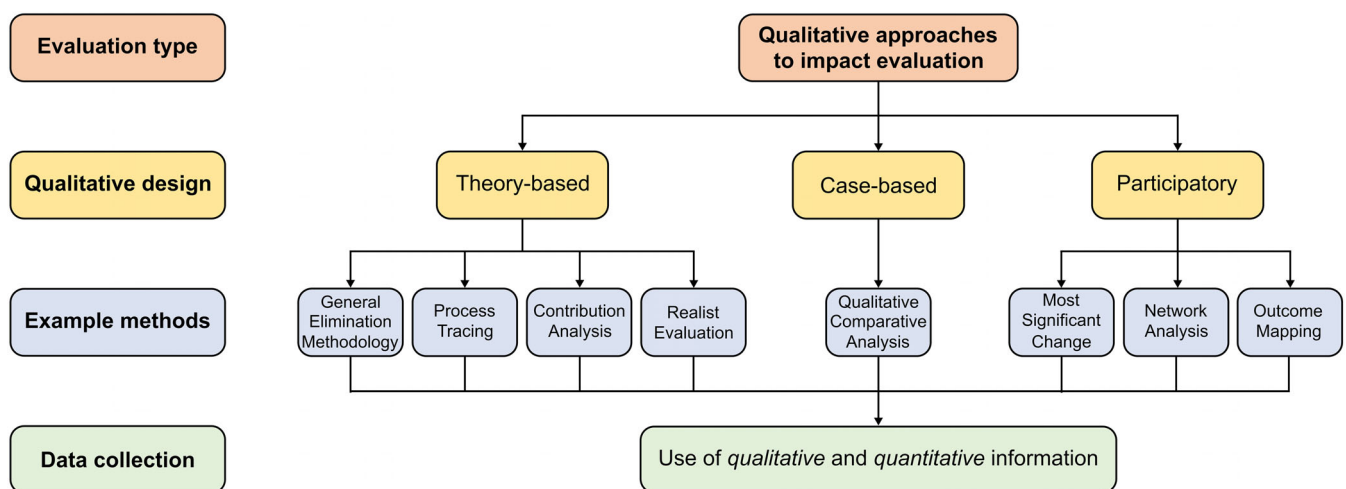 Evaluation type
Qualitative approaches
to impact evaluation
Qualitative design
Theory-based
Case-based
Participatory
Example methods
General
Elimination
Methodology
Process
Tracing
Contribution
Analysis
Realist
Evaluation
Qualitative
Comparative
Analysis
Most
Significant
Change
Network
Analysis
Outcome
Mapping
Data collection
Use of qualitative and quantitative information